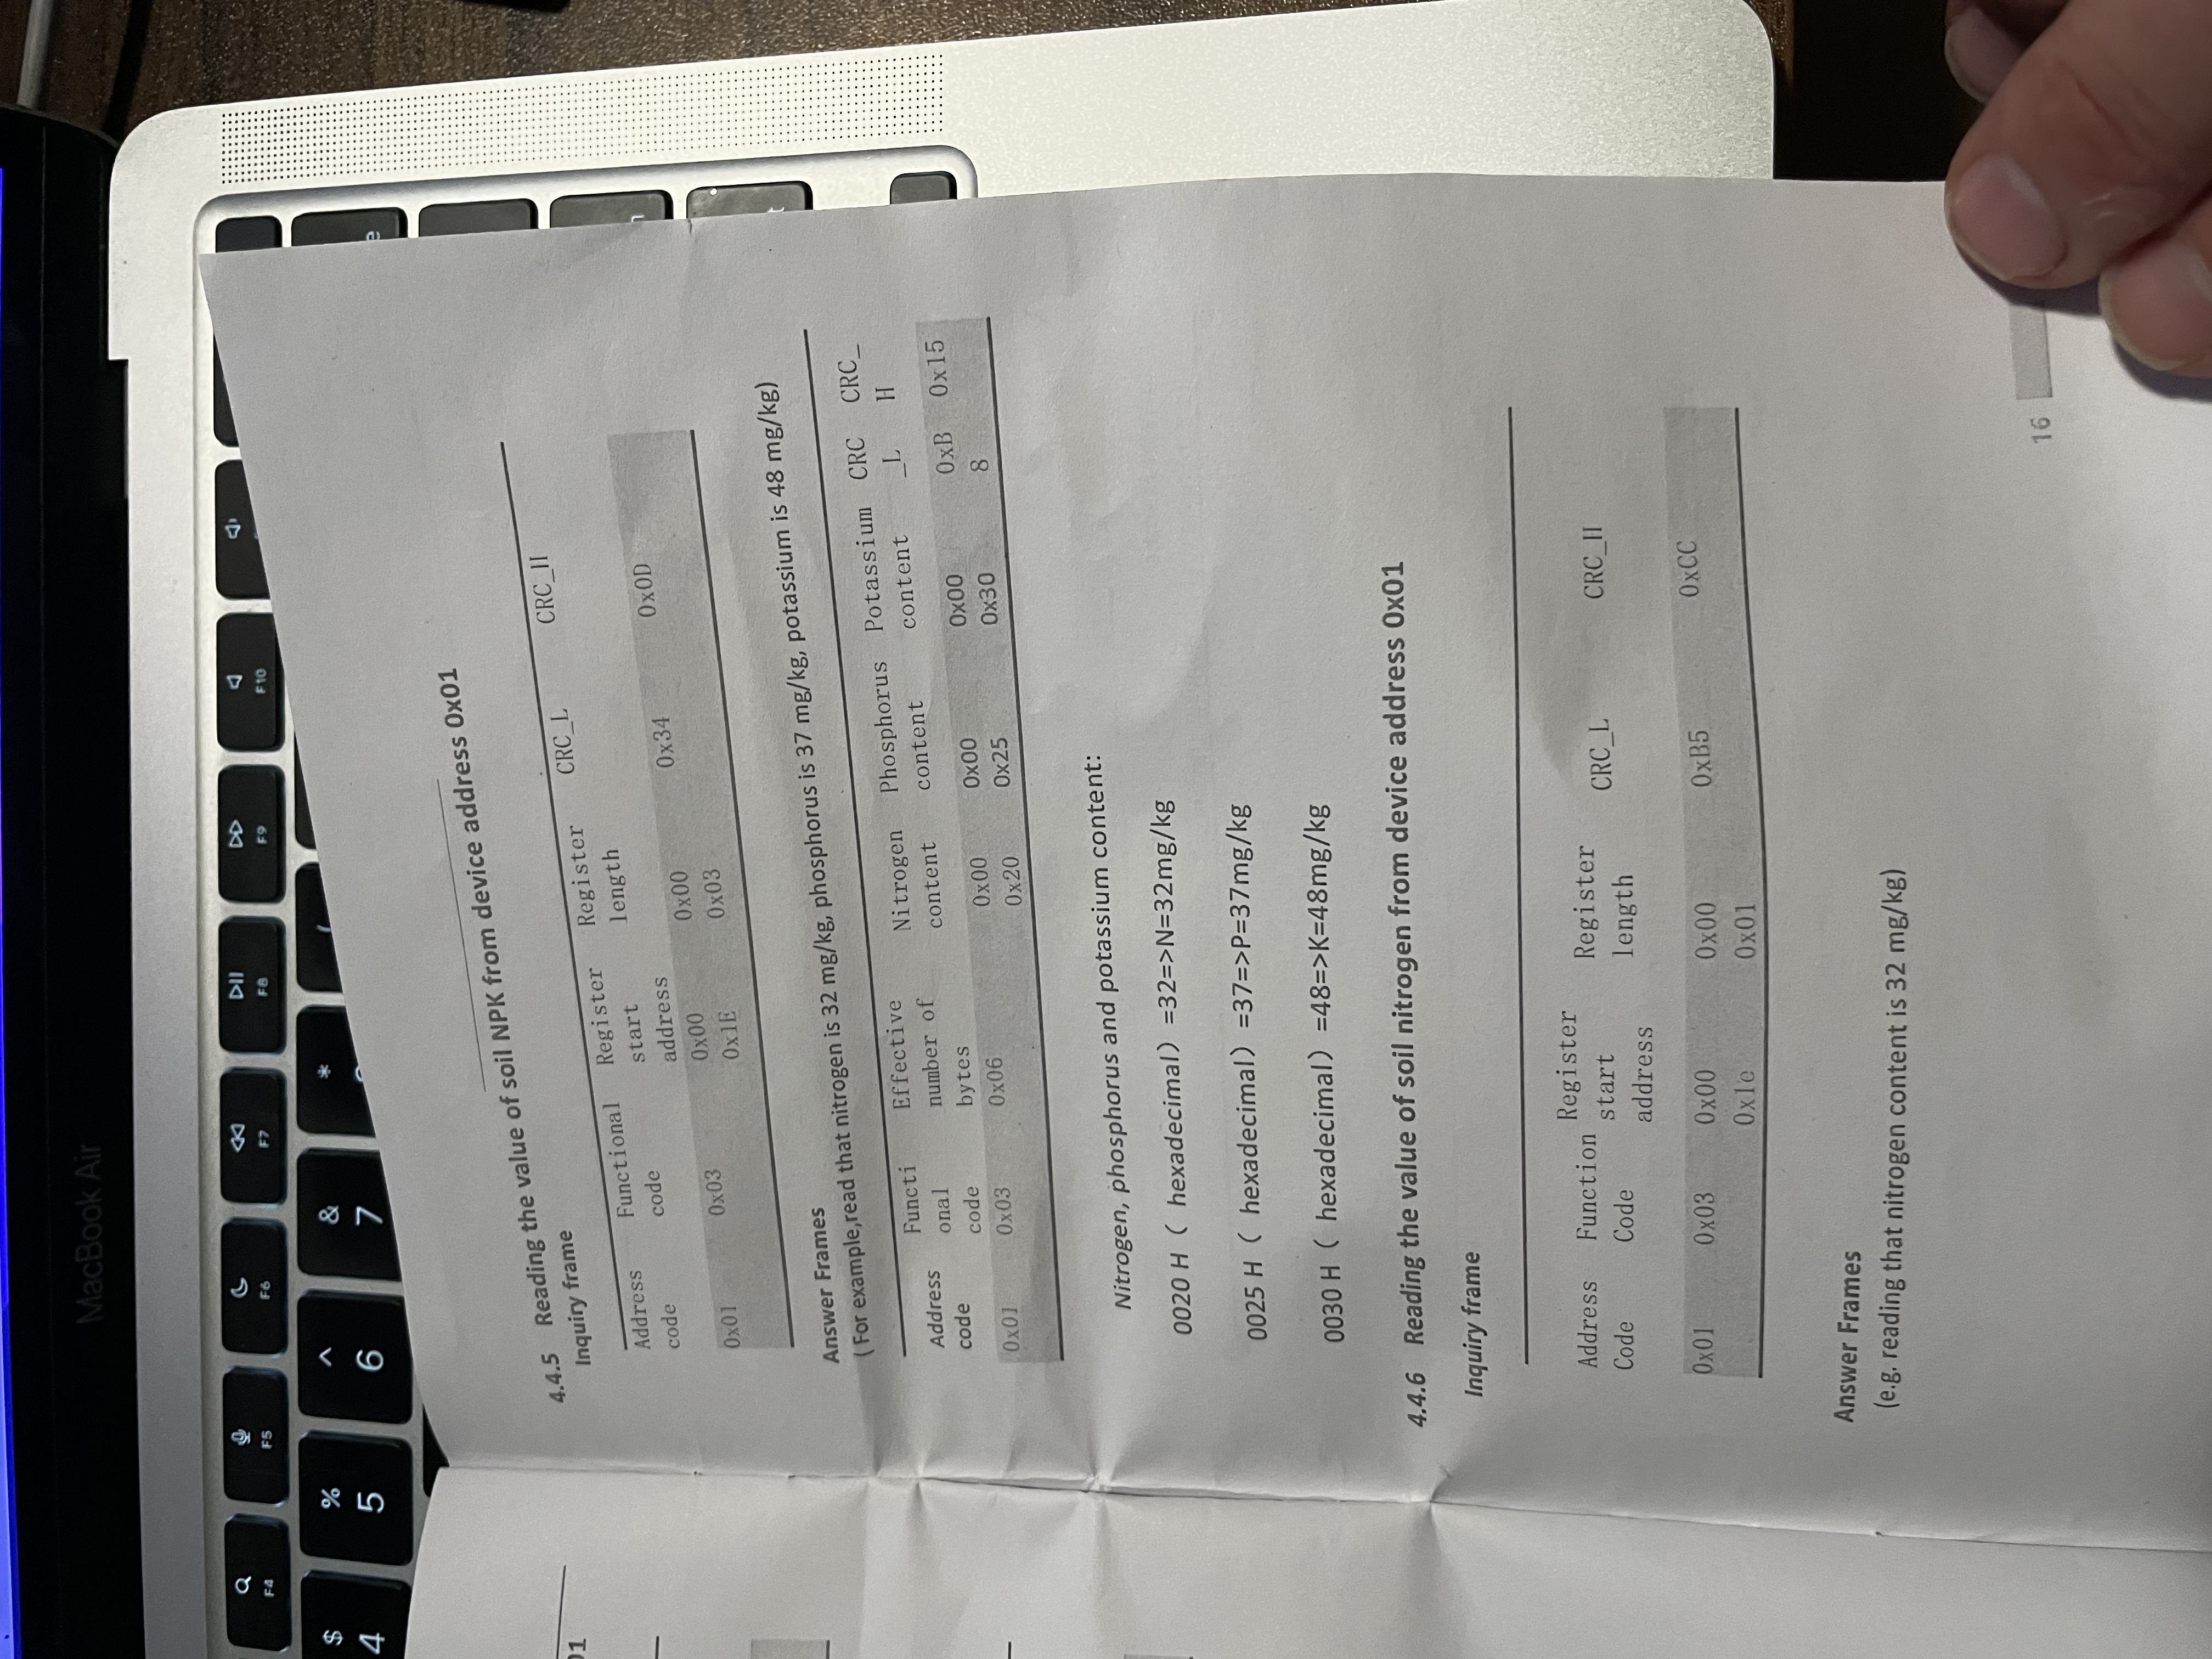 MacBook Air
F4 F5 F6 F7 F8 F9 F10
$ % ^ & *
4 5 6 7
01
4.4.5 Reading the value of soil NPK from device address 0x01
Inquiry frame
Address Functional Register Register CRC_L CRC_H
code code start length
address
0x01 0x03 0x00 0x00 0x34 0x0D
0x1E 0x03
Answer Frames
( For example,read that nitrogen is 32 mg/kg, phosphorus is 37 mg/kg, potassium is 48 mg/kg)
Address Functi Effective Nitrogen Phosphorus Potassium CRC CRC_
code onal number of content content content _L H
code bytes
0x01 0x03 0x06 0x00 0x00 0x00 0xB 0x15
0x20 0x25 0x30 8
Nitrogen, phosphorus and potassium content:
0020 H（ hexadecimal）=32=>N=32mg/kg
0025 H（ hexadecimal）=37=>P=37mg/kg
0030 H（ hexadecimal）=48=>K=48mg/kg
4.4.6 Reading the value of soil nitrogen from device address 0x01
Inquiry frame
Address Function Register Register CRC_L CRC_H
Code Code start length
address
0x01 0x03 0x00 0x00 0xB5 0xCC
0x1e 0x01
Answer Frames
(e.g. reading that nitrogen content is 32 mg/kg)
16